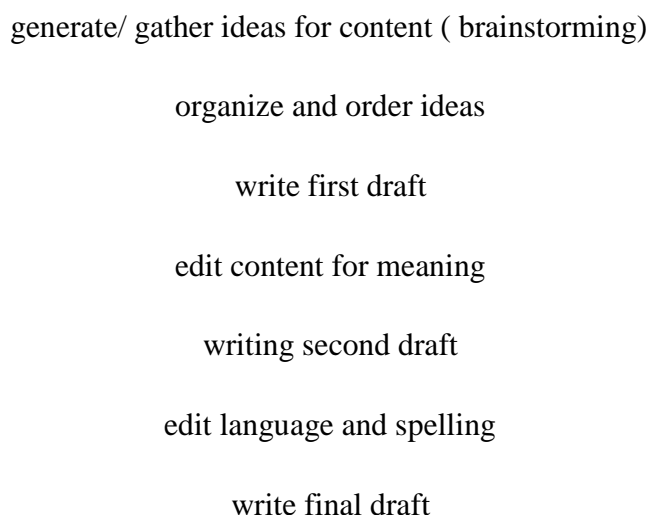 generate/ gather ideas for content ( brainstorming)
organize and order ideas
write first draft
edit content for meaning
writing second draft
edit language and spelling
write final draft